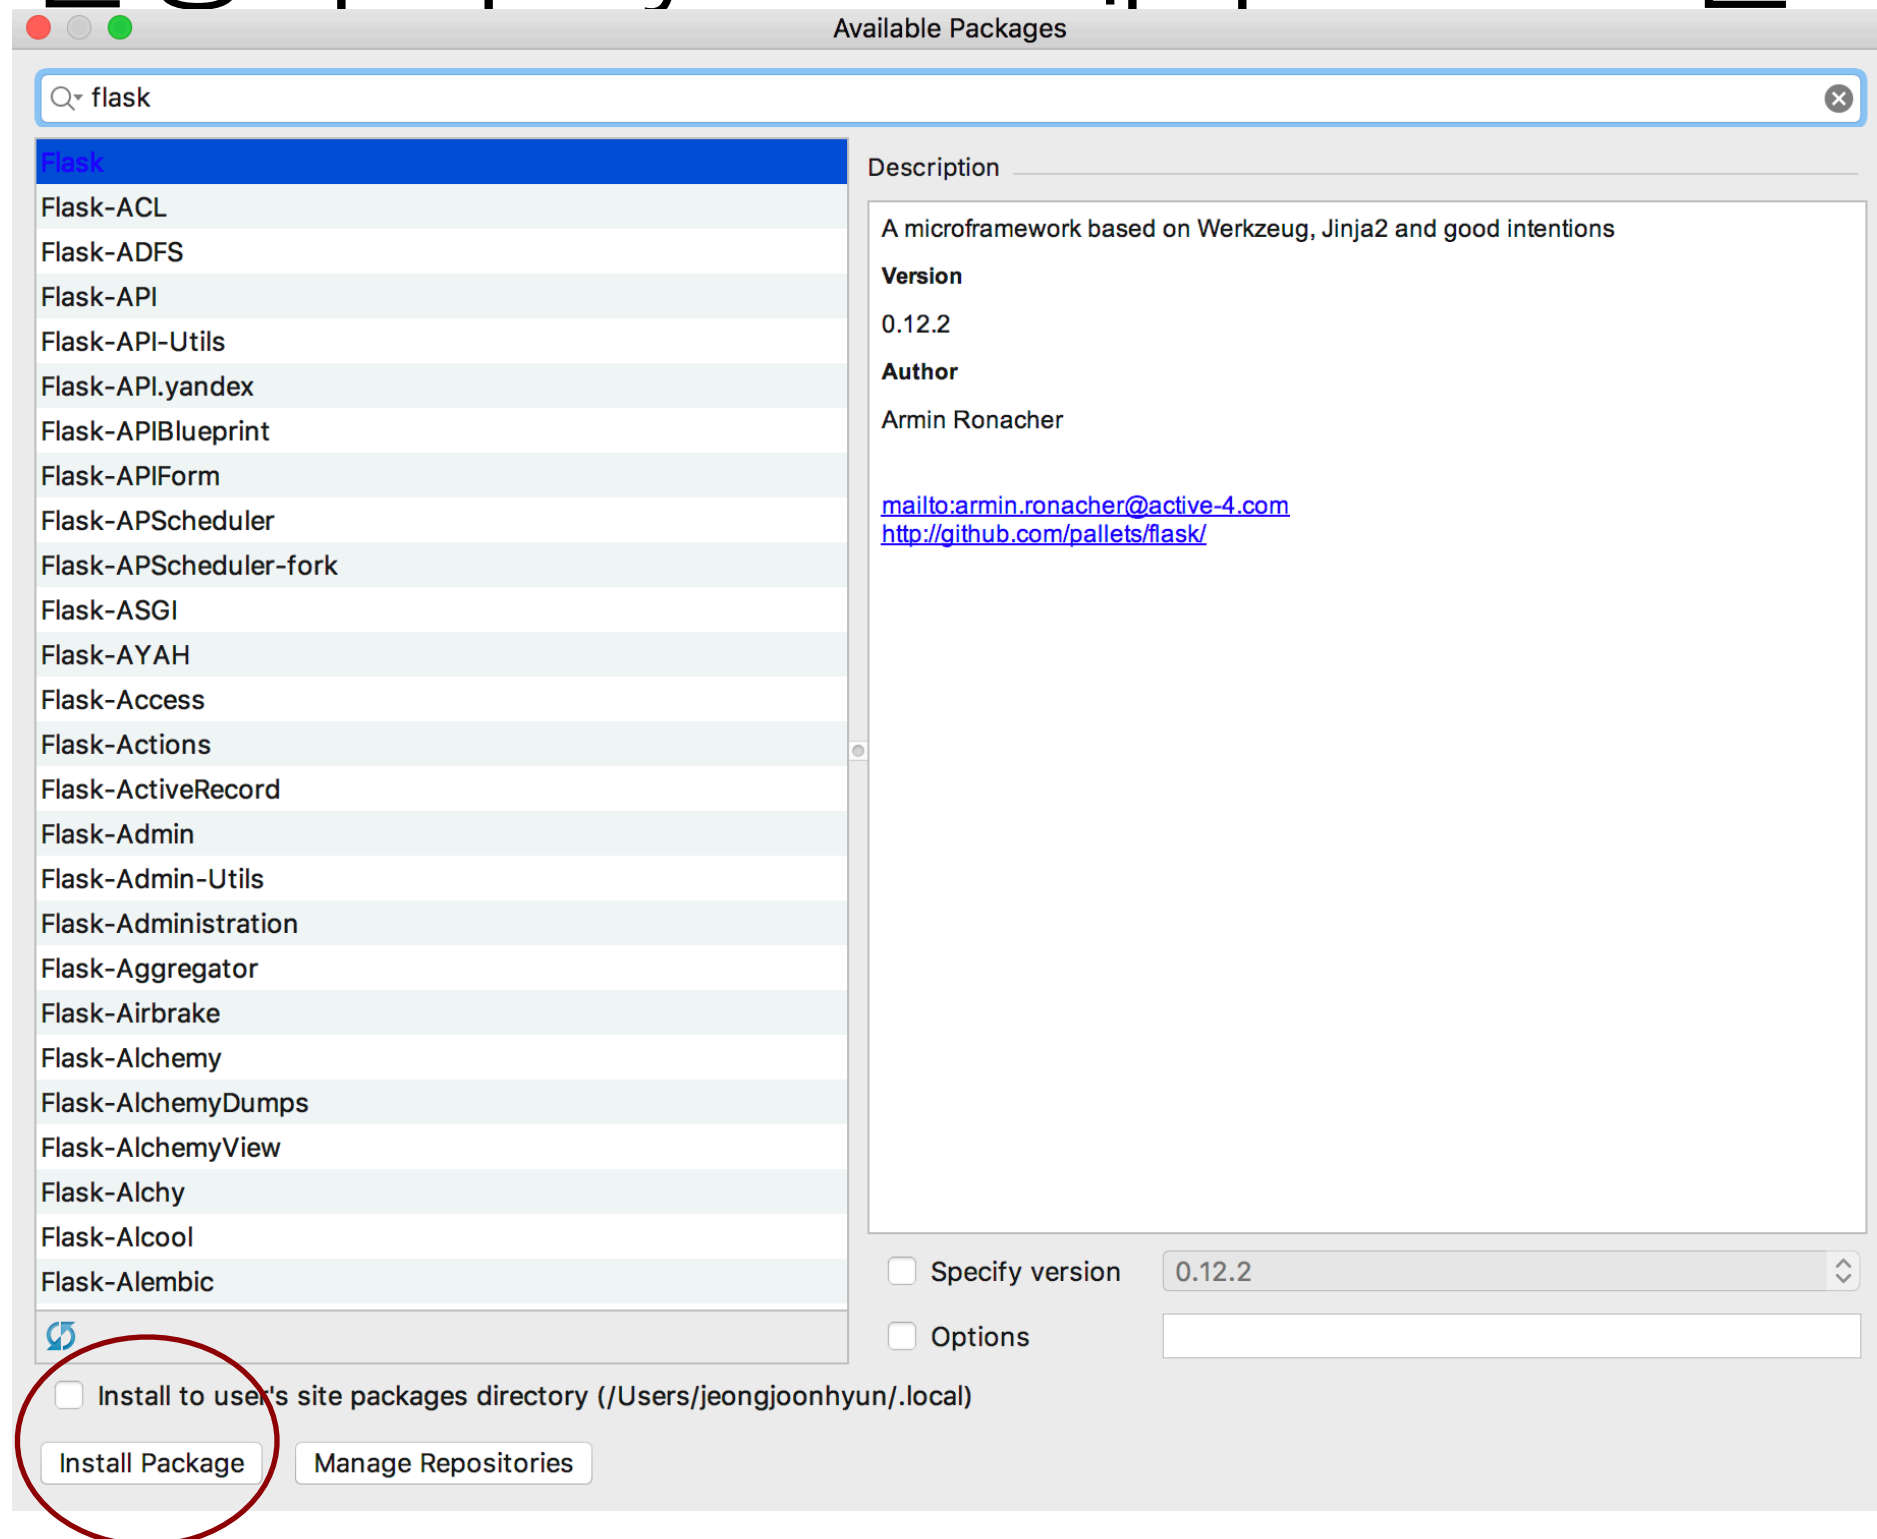 Available Packages
flask
Flask
Flask-ACL
Flask-ADFS
Flask-API
Flask-API-Utils
Flask-API.yandex
Flask-APIBlueprint
Flask-APIForm
Flask-APScheduler
Flask-APScheduler-fork
Flask-ASGI
Flask-AYAH
Flask-Access
Flask-Actions
Flask-ActiveRecord
Flask-Admin
Flask-Admin-Utils
Flask-Administration
Flask-Aggregator
Flask-Airbrake
Flask-Alchemy
Flask-AlchemyDumps
Flask-AlchemyView
Flask-Alchy
Flask-Alcool
Flask-Alembic
Description
A microframework based on Werkzeug, Jinja2 and good intentions
Version
0.12.2
Author
Armin Ronacher
mailto:armin.ronacher@active-4.com
http://github.com/pallets/flask/
Specify version 0.12.2
Options
Install to user's site packages directory (/Users/jeongjoonhyun/.local)
Install Package Manage Repositories